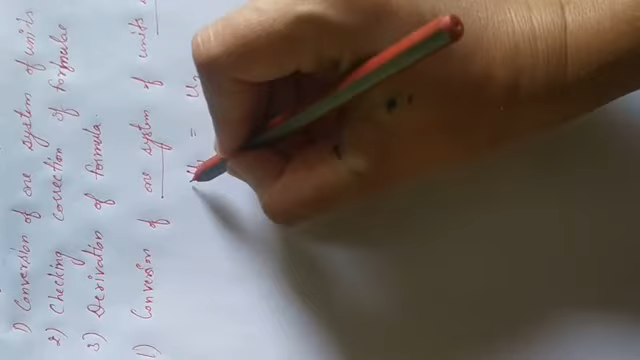 1) Conversion of one system of units
2) Checking correction of formulae
3) Derivation of formula.
1) Conversion of one system of units
= u